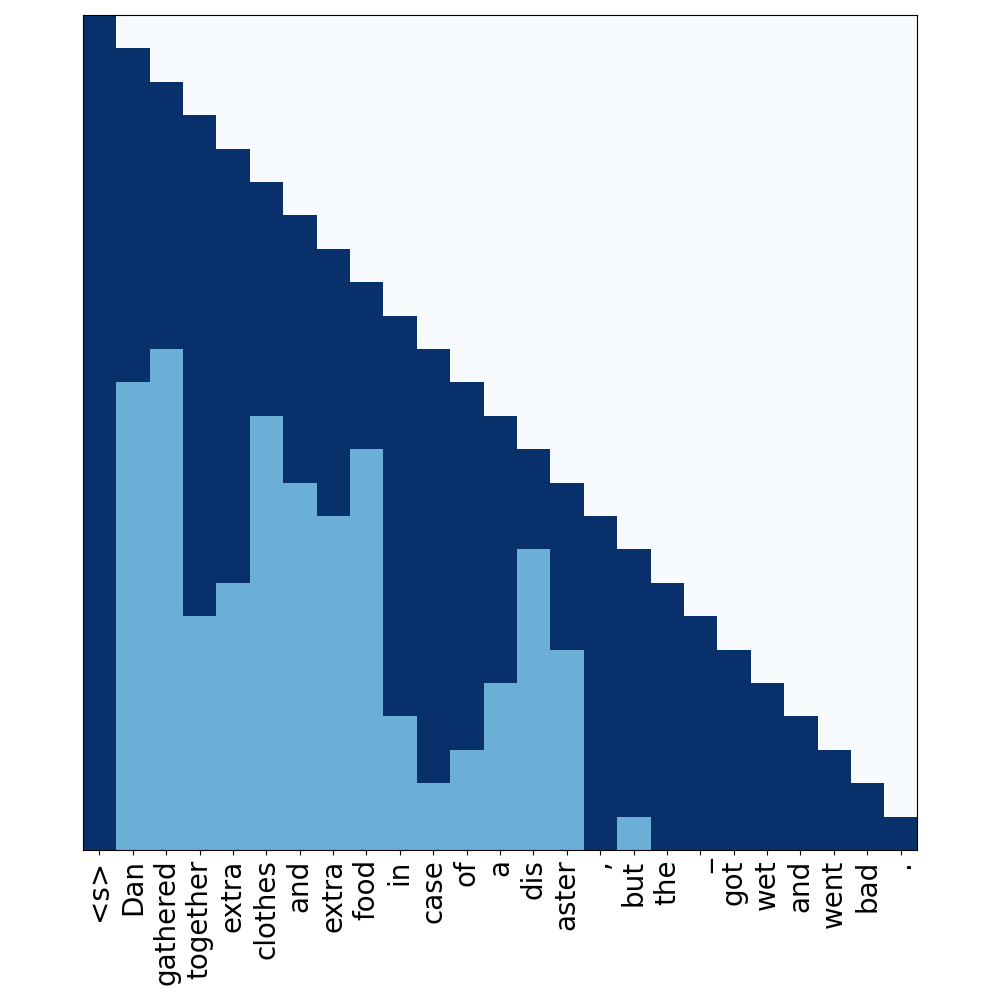 <s>
Dan
gathered
together
extra
clothes
and
extra
food
in
case
of
a
dis
aster
,
but
the
_
got
wet
and
went
bad
.